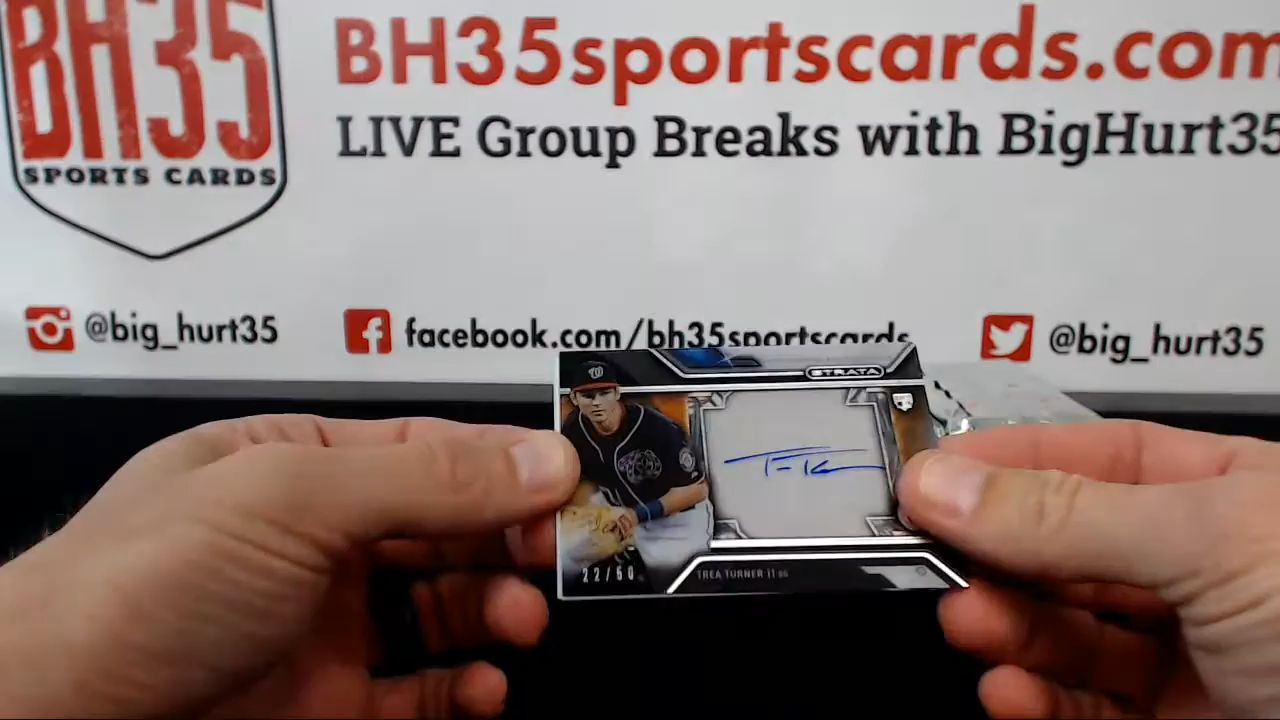 BH35
SPORTS CARDS
BH35sportscards.com
LIVE Group Breaks with BigHurt35
@big_hurt35
facebook.com/bh35sportscards
@big_hurt35
STRATA
22/50
TREA TURNER